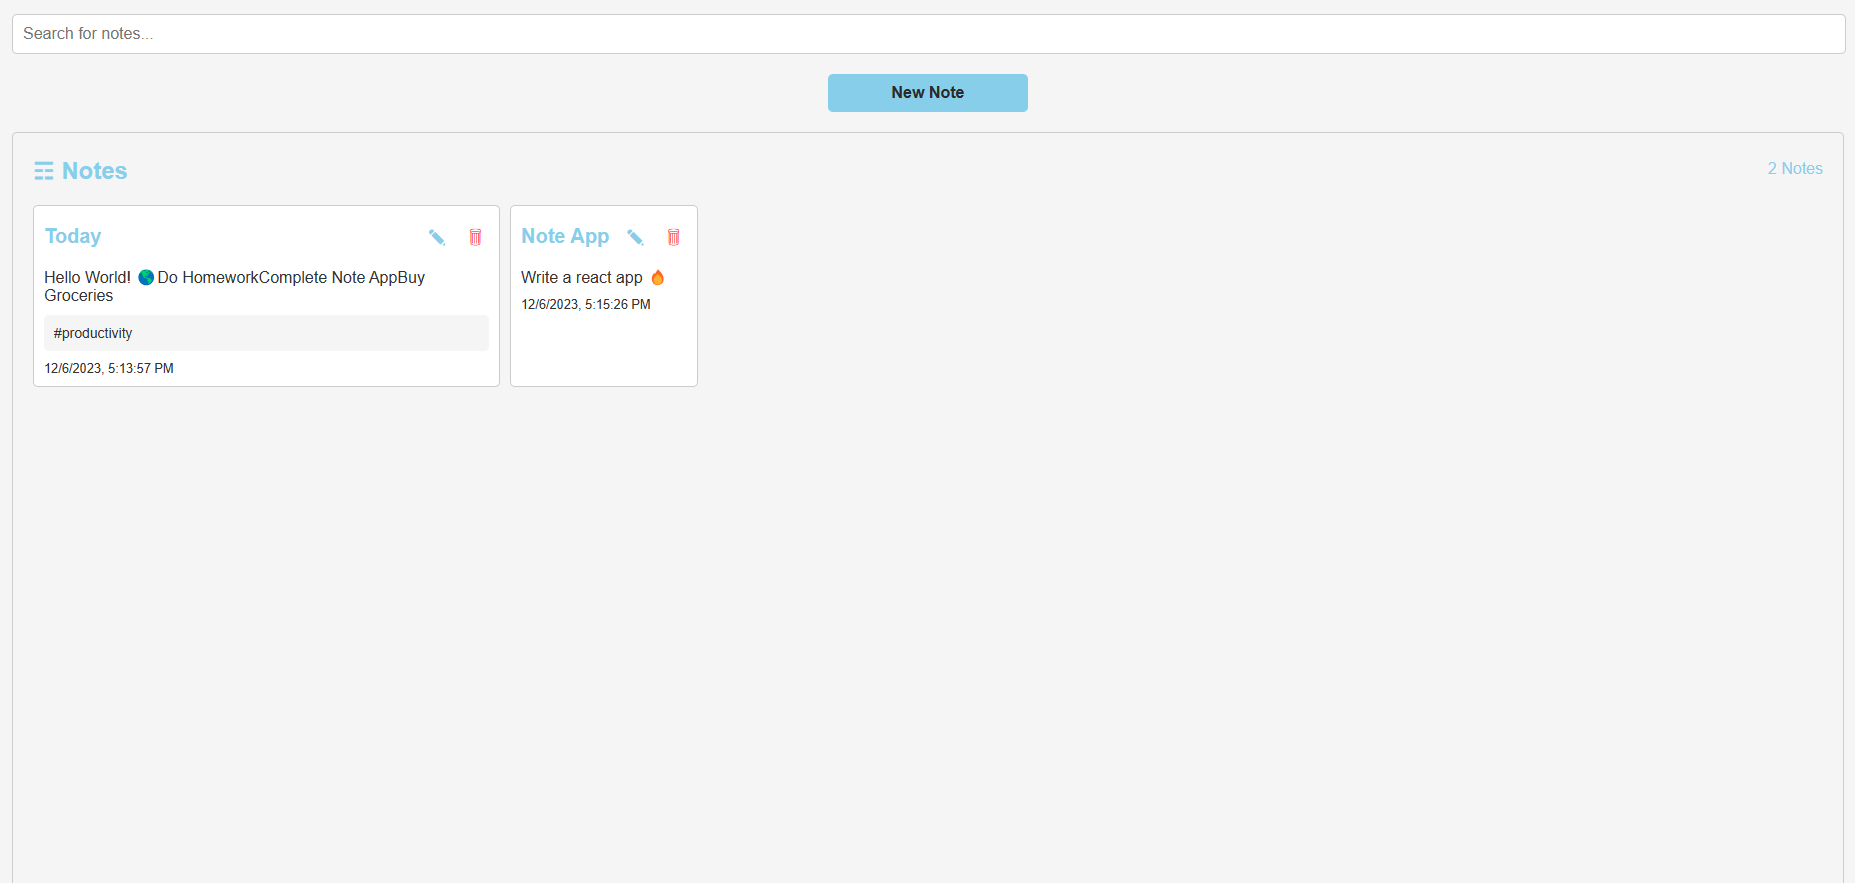 Search for notes...
New Note
☶ Notes
2 Notes
Today
Hello World! 🌎Do HomeworkComplete Note AppBuy
Groceries
#productivity
12/6/2023, 5:13:57 PM
Note App
Write a react app 🔥
12/6/2023, 5:15:26 PM